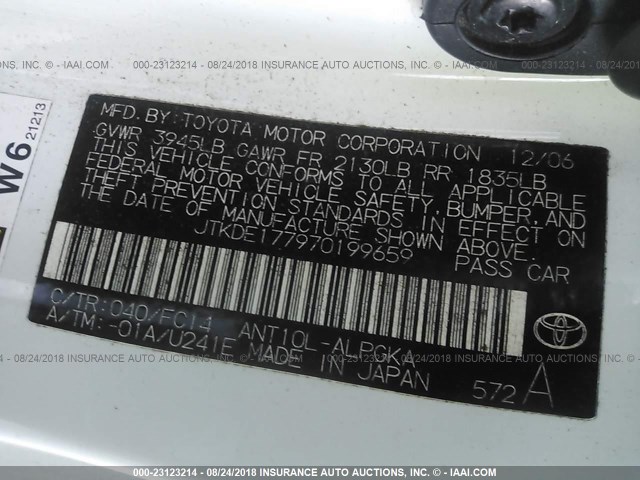 000-23123214 - 08/24/2018 INSURANCE AUTO AUCTIONS, INC. - © IAAI.COM
W6
21213
MFD. BY: TOYOTA MOTOR CORPORATION 12/06
GVWR 3945LB GAWR FR 2130LB RR 1835LB
THIS VEHICLE CONFORMS TO ALL APPLICABLE
FEDERAL MOTOR VEHICLE SAFETY, BUMPER, AND
THEFT PREVENTION STANDARDS IN EFFECT ON
THE DATE OF MANUFACTURE SHOWN ABOVE.
JTKDE177970199659 PASS CAR
C/TR: 040/FC14 ANT10L-ALPGKA
A/TM: -01A/U241E MADE IN JAPAN
TOYOTA
572 A
000-23123214 - 08/24/2018 INSURANCE AUTO AUCTIONS, INC. - © IAAI.COM